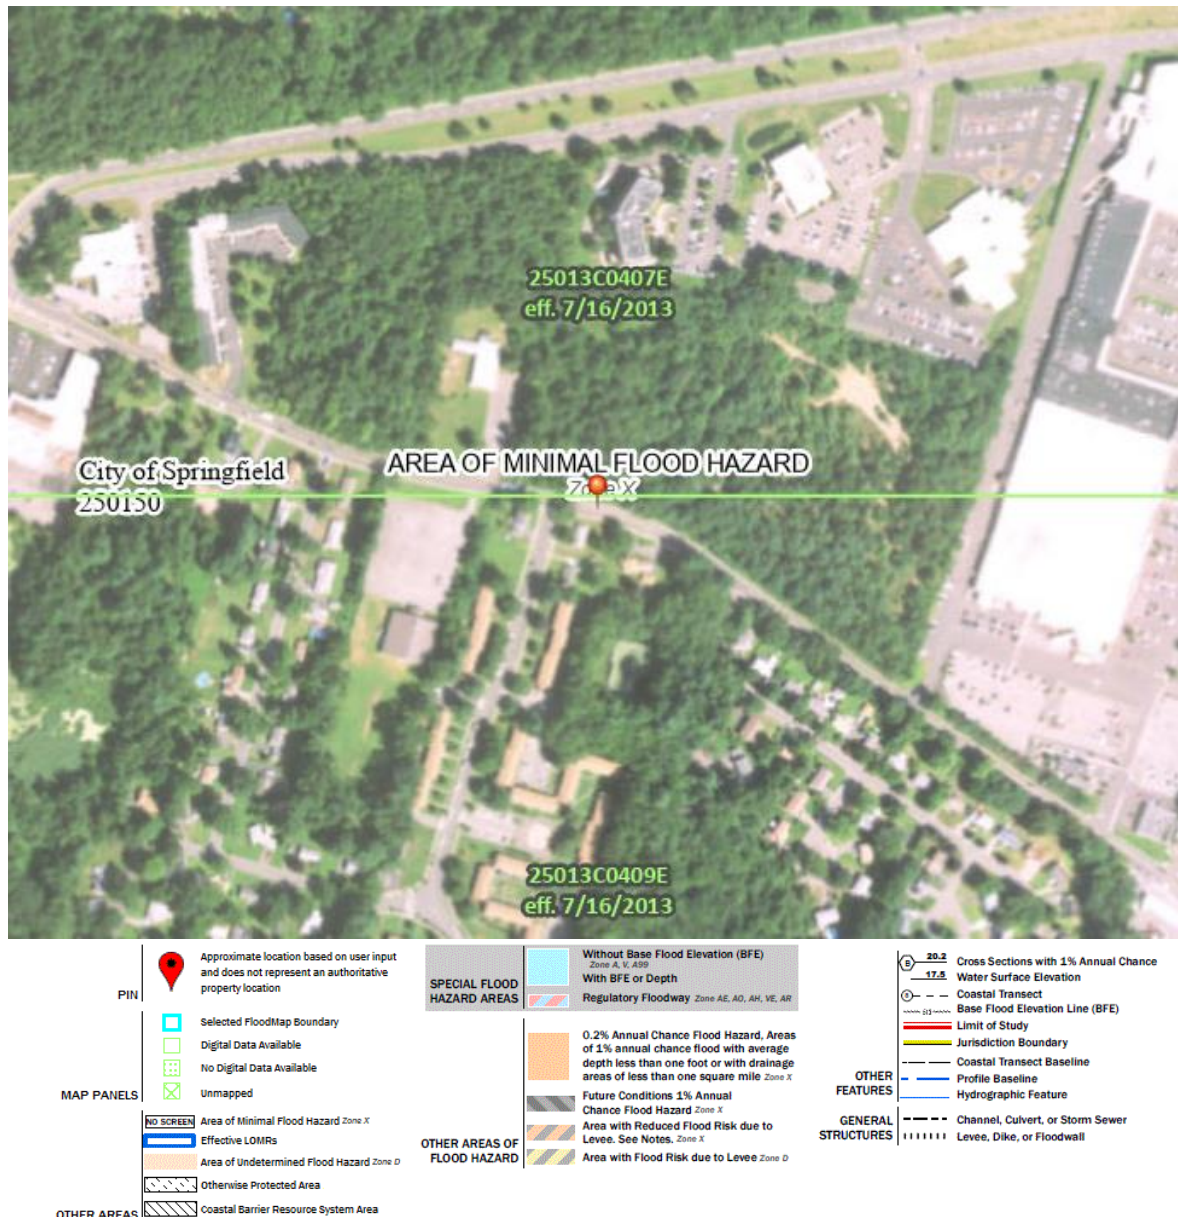 25013C0407E
eff. 7/16/2013
AREA OF MINIMAL FLOOD HAZARD
Zone X
City of Springfield
250150
25013C0409E
eff. 7/16/2013
PIN
Approximate location based on user input
and does not represent an authoritative
property location
MAP PANELS
Selected FloodMap Boundary
Digital Data Available
No Digital Data Available
Unmapped
OTHER AREAS
NO SCREEN Area of Minimal Flood Hazard Zone X
Effective LOMRs
Area of Undetermined Flood Hazard Zone D
Otherwise Protected Area
Coastal Barrier Resource System Area
SPECIAL FLOOD
HAZARD AREAS
Without Base Flood Elevation (BFE)
Zone A, V, A99
With BFE or Depth
Regulatory Floodway Zone AE, AO, AH, VE, AR
OTHER AREAS OF
FLOOD HAZARD
0.2% Annual Chance Flood Hazard, Areas
of 1% annual chance flood with average
depth less than one foot or with drainage
areas of less than one square mile Zone X
Future Conditions 1% Annual
Chance Flood Hazard Zone X
Area with Reduced Flood Risk due to
Levee. See Notes. Zone X
Area with Flood Risk due to Levee Zone D
OTHER
FEATURES
B 20.2 Cross Sections with 1% Annual Chance
17.5 Water Surface Elevation
8 Coastal Transect
513 Base Flood Elevation Line (BFE)
Limit of Study
Jurisdiction Boundary
Coastal Transect Baseline
Profile Baseline
Hydrographic Feature
GENERAL
STRUCTURES
Channel, Culvert, or Storm Sewer
Levee, Dike, or Floodwall